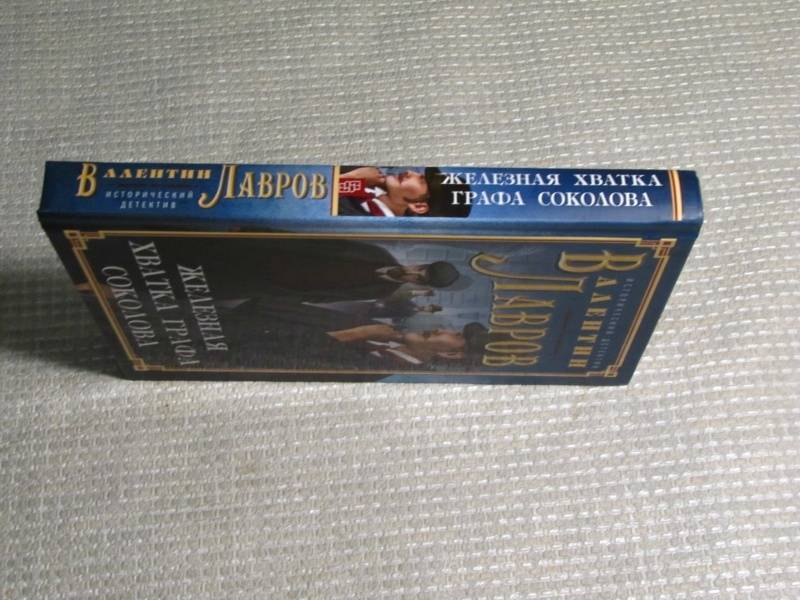 ВАЛЕНТИН
ИСТОРИЧЕСКИЙ
ДЕТЕКТИВ
ЛАВРОВ
ЖЕЛЕЗНАЯ ХВАТКА
ГРАФА СОКОЛОВА
ИСТОРИЧЕСКИЙ ДЕТЕКТИВ
ВАЛЕНТИН
ЛАВРОВ
ЖЕЛЕЗНАЯ
ХВАТКА ГРАФА
СОКОЛОВА